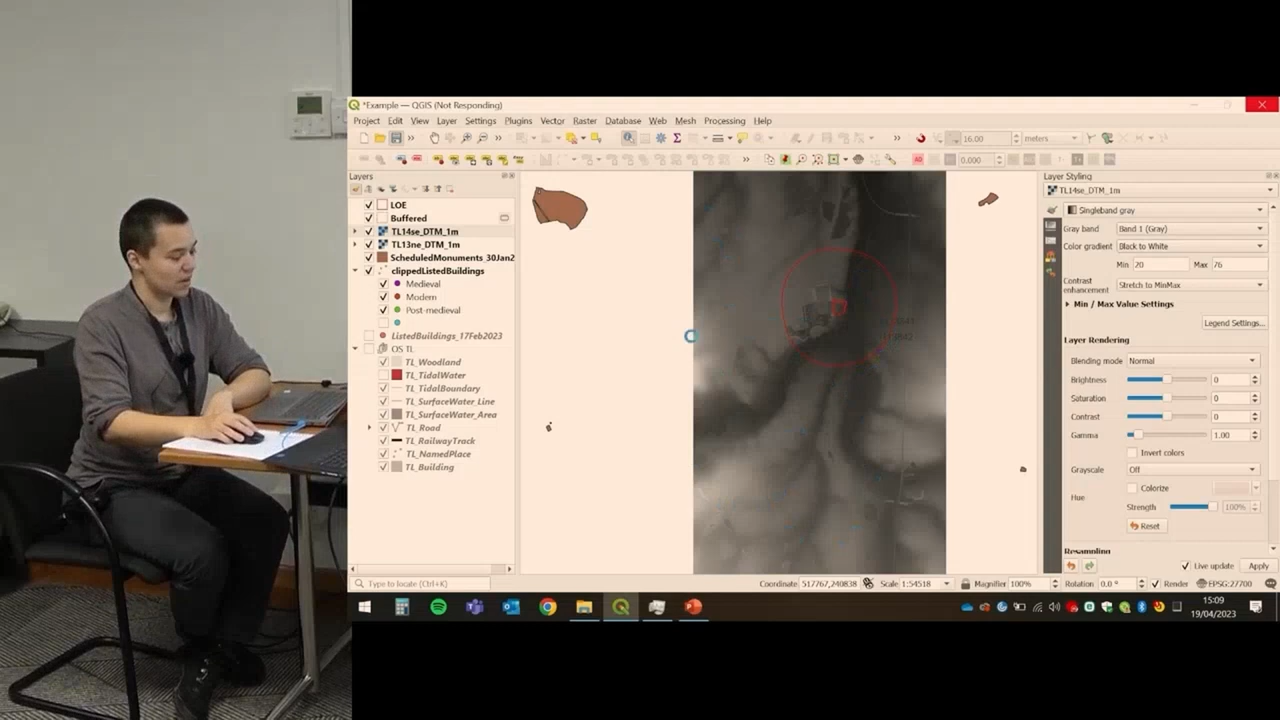 *Example — QGIS (Not Responding)
Project Edit View Layer Settings Plugins Vector Raster Database Web Mesh Processing Help
16.00 meters
0.000
Layers
LOE
Buffered
TL14se_DTM_1m
TL13ne_DTM_1m
ScheduledMonuments_30Jan2
clippedListedBuildings
Medieval
Modern
Post-medieval
ListedBuildings_17Feb2023
OS TL
TL_Woodland
TL_TidalWater
TL_TidalBoundary
TL_SurfaceWater_Line
TL_SurfaceWater_Area
TL_Road
TL_RailwayTrack
TL_NamedPlace
TL_Building
Layer Styling
TL14se_DTM_1m
Singleband gray
Gray band Band 1 (Gray)
Color gradient Black to White
Min 20 Max 76
Contrast enhancement Stretch to MinMax
Min / Max Value Settings
Legend Settings...
Layer Rendering
Blending mode Normal
Brightness 0
Saturation 0
Contrast 0
Gamma 1.00
Invert colors
Grayscale Off
Hue Colorize
Strength 100%
Reset
Resampling
Live update Apply
Type to locate (Ctrl+K) Coordinate 517767,240838 Scale 1:54518 Magnifier 100% Rotation 0.0 ° Render EPSG:27700
15:09
19/04/2023